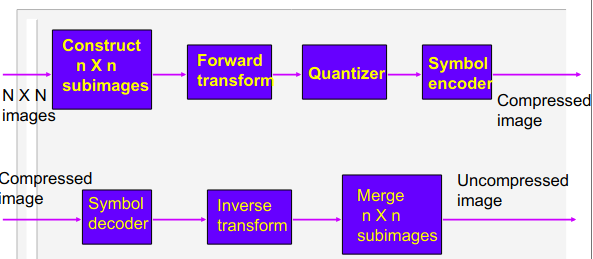 Construct
n X n
subimages
Forward
transform
Quantizer
Symbol
encoder
N X N
images
Compressed
image
Compressed
image
Symbol
decoder
Inverse
transform
Merge
n X n
subimages
Uncompressed
image